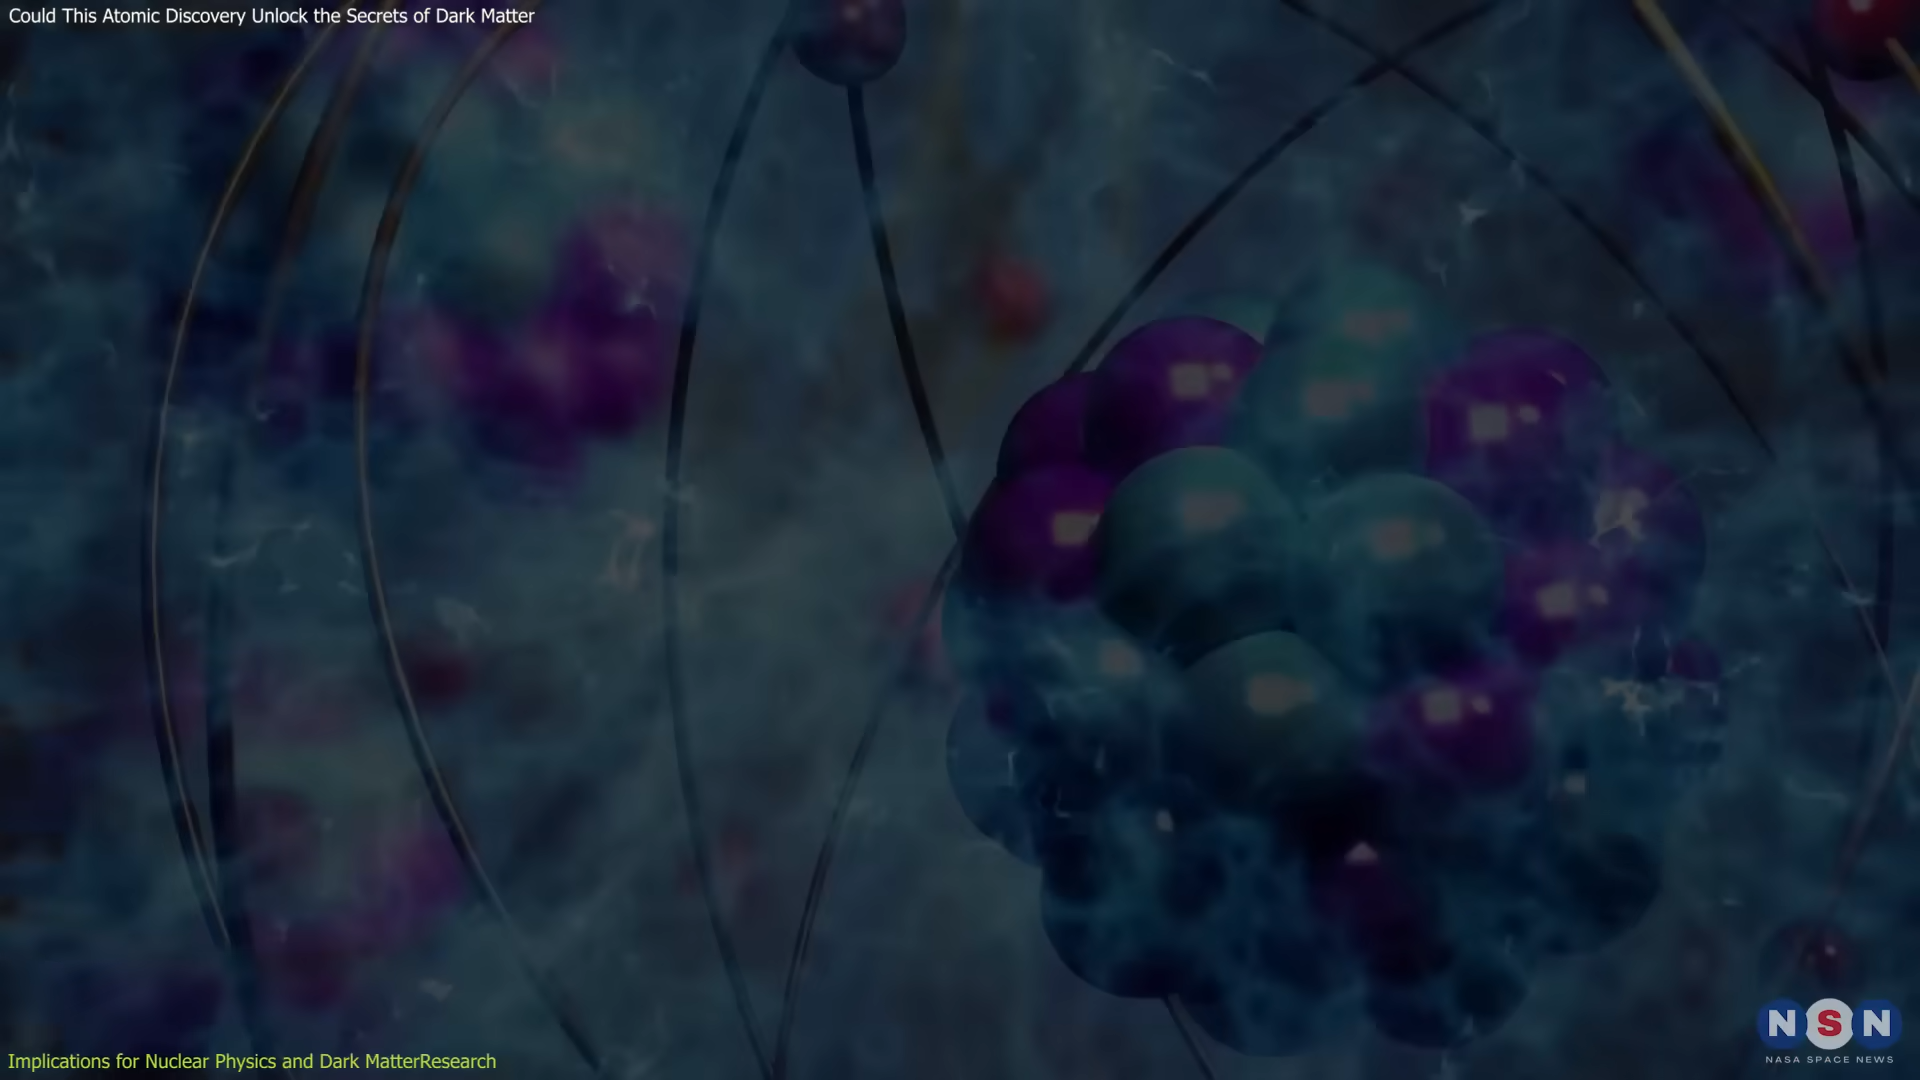 Could This Atomic Discovery Unlock the Secrets of Dark Matter
Implications for Nuclear Physics and Dark MatterResearch
NSN
NASA SPACE NEWS